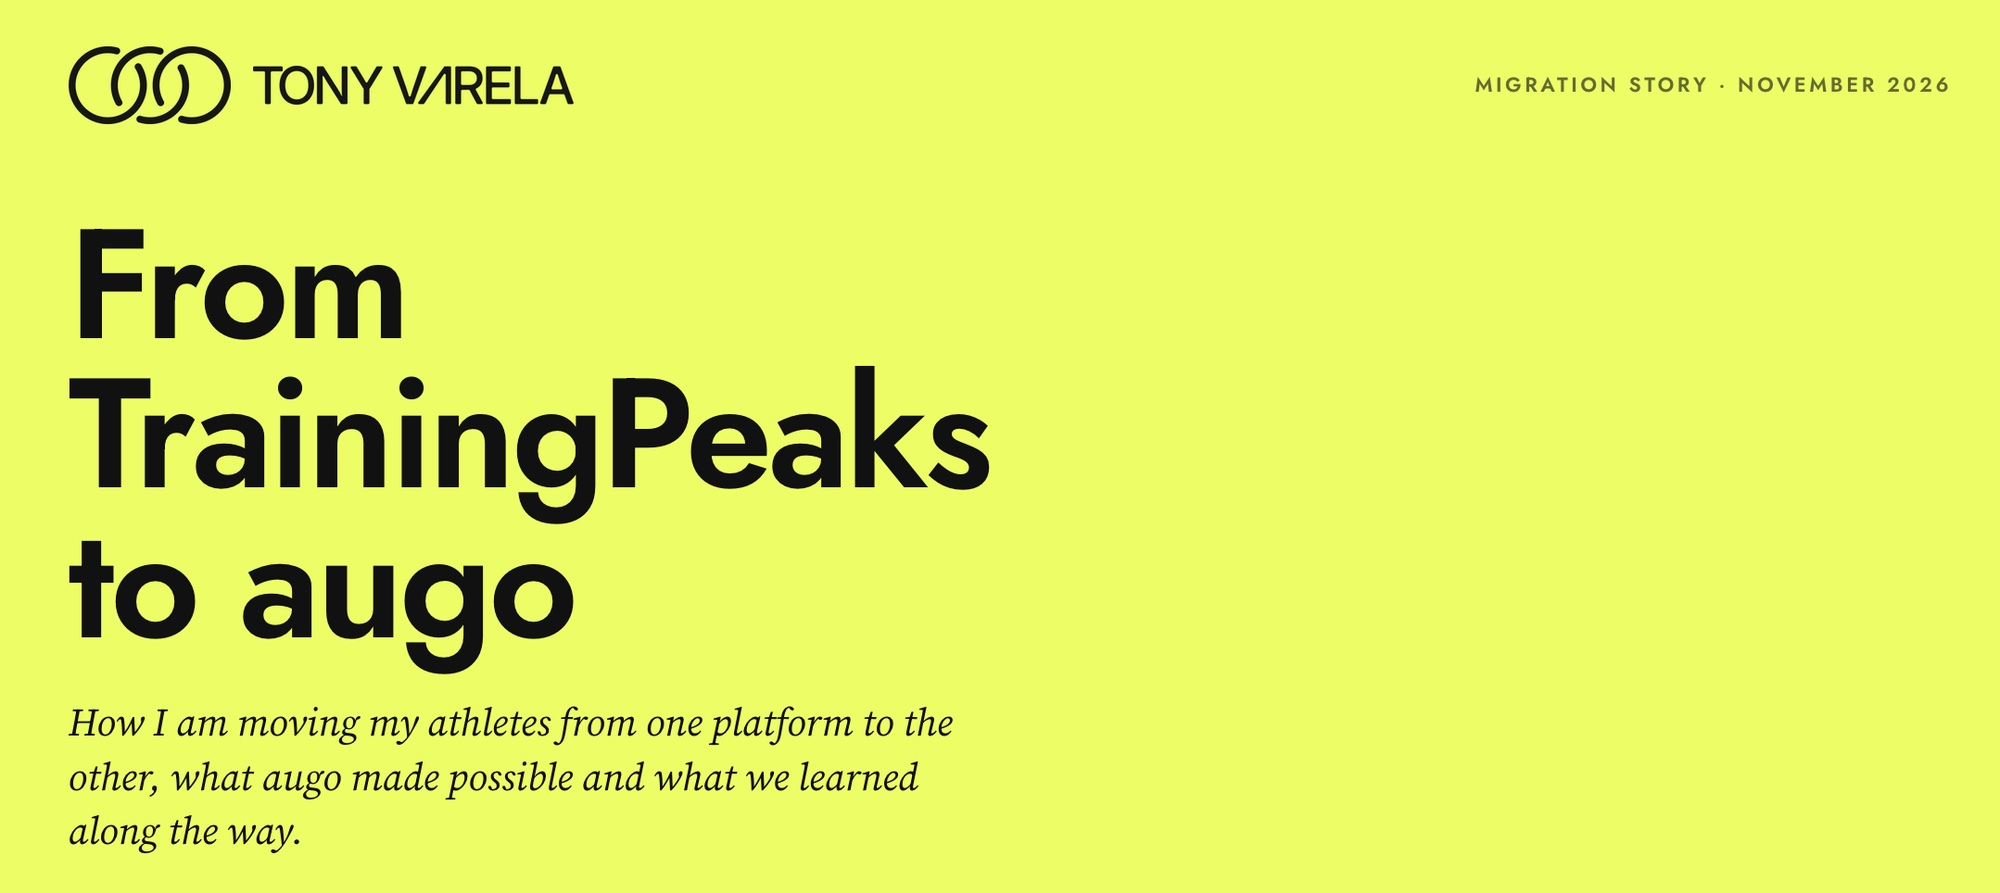 TONY VARELA
MIGRATION STORY · NOVEMBER 2026
From
TrainingPeaks
to augo
How I am moving my athletes from one platform to the
other, what augo made possible and what we learned
along the way.